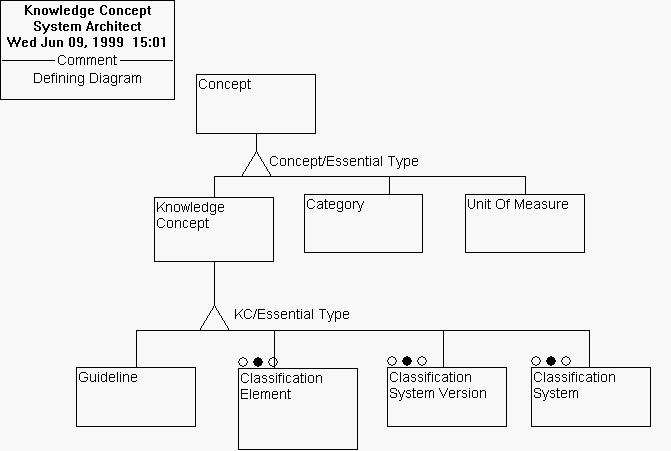 Knowledge Concept
System Architect
Wed Jun 09, 1999  15:01
Comment
Defining Diagram
Concept
Concept/Essential Type
Knowledge
Concept
Category
Unit Of Measure
KC/Essential Type
Guideline
Classification
Element
Classification
System Version
Classification
System